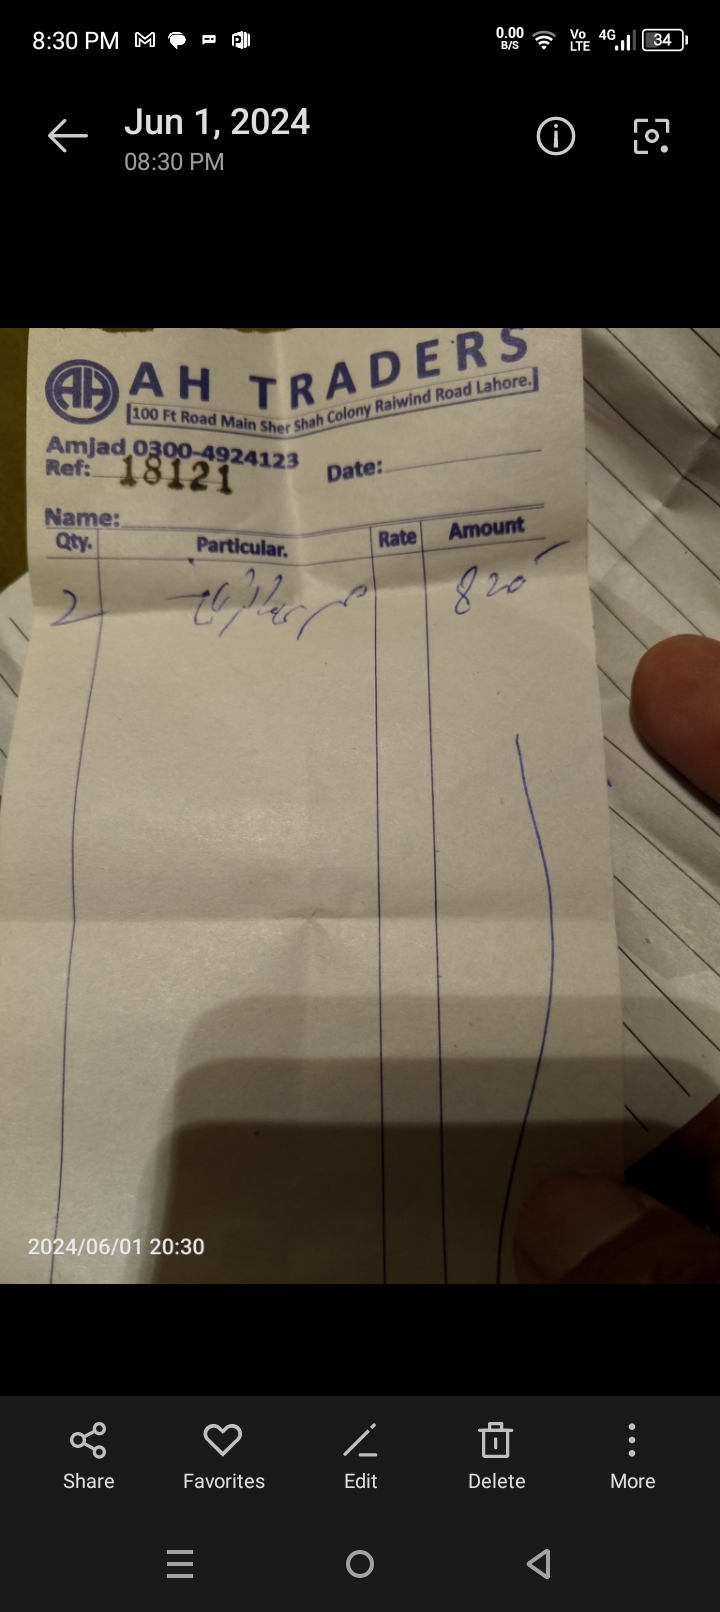 8:30 PM 0.00 B/S Vo LTE 4G 34
Jun 1, 2024
08:30 PM
AH AH TRADERS
100 Ft Road Main Sher Shah Colony Raiwind Road Lahore.
Amjad 0300-4924123
Ref: 18121 Date:
Name:
Qty. Particular. Rate Amount
2 820
2024/06/01 20:30
Share Favorites Edit Delete More